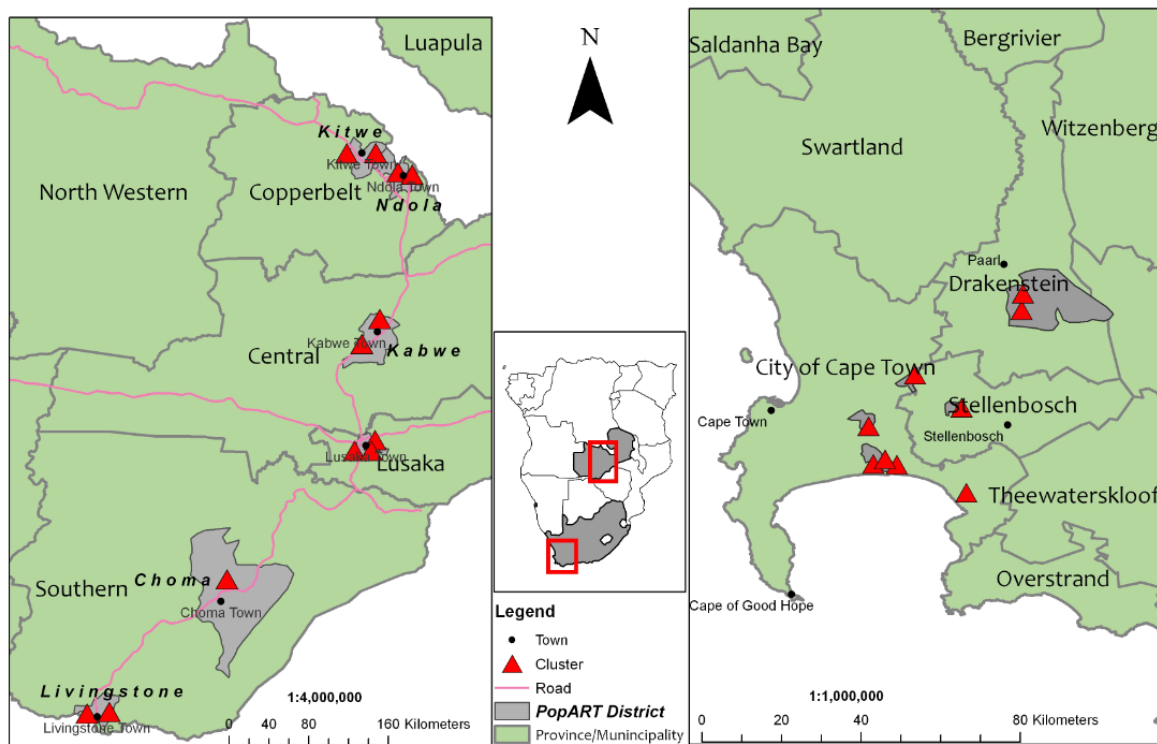 Luapula
Kitwe
Kitwe Town
Ndola Town
North Western
Copperbelt
Ndola
Kabwe Town
Central
Kabwe
Lusaka Town
Lusaka
Southern
Choma
Choma Town
Livingstone
Livingstone Town
1:4,000,000
0 40 80 160 Kilometers
N
Legend
Town
Cluster
Road
PopART District
Province/Munincipality
Saldanha Bay
Bergrivier
Witzenberg
Swartland
Paarl
Drakenstein
City of Cape Town
Cape Town
Stellenbosch
Stellenbosch
Theewaterskloof
Overstrand
Cape of Good Hope
1:1,000,000
0 20 40 80 Kilometers